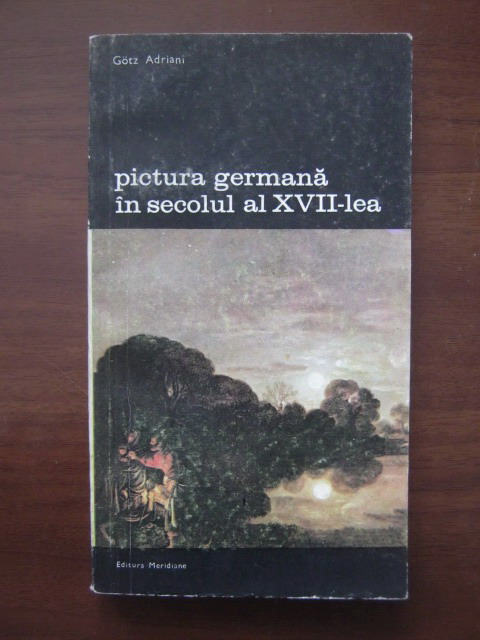 Götz Adriani
pictura germană
în secolul al XVII-lea
Editura Meridiane